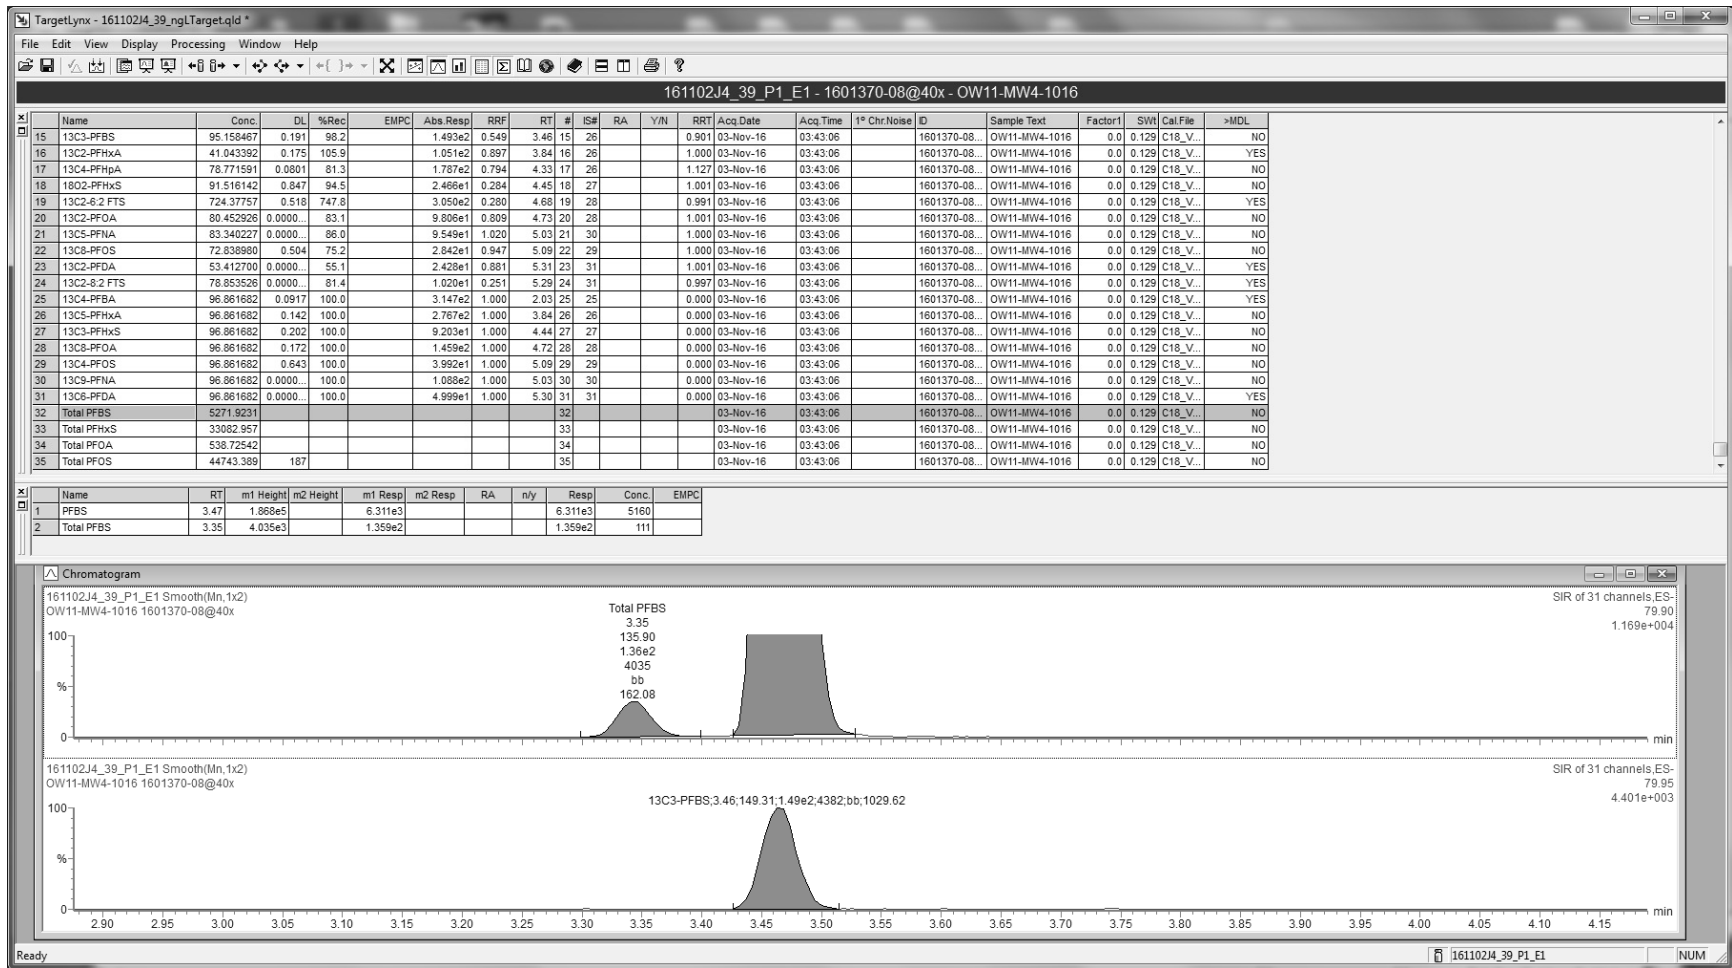 TargetLynx - 161102J4_39_ngLTarget.qld *
File Edit View Display Processing Window Help
161102J4_39_P1_E1 - 1601370-08@40x - OW11-MW4-1016
Name Conc. DL %Rec EMPC Abs.Resp RRF RT # IS# RA Y/N RRT Acq.Date Acq.Time 1º Chr.Noise ID Sample Text Factor1 SWt Cal.File >MDL
15 13C3-PFBS 95.158467 0.191 98.2 1.493e2 0.549 3.46 15 26 0.901 03-Nov-16 03:43:06 1601370-08... OW11-MW4-1016 0.0 0.129 C18_V... NO
16 13C2-PFHxA 41.043392 0.175 105.9 1.051e2 0.897 3.84 16 26 1.000 03-Nov-16 03:43:06 1601370-08... OW11-MW4-1016 0.0 0.129 C18_V... YES
17 13C4-PFHpA 78.771591 0.0801 81.3 1.787e2 0.794 4.33 17 26 1.127 03-Nov-16 03:43:06 1601370-08... OW11-MW4-1016 0.0 0.129 C18_V... NO
18 18O2-PFHxS 91.516142 0.847 94.5 2.466e1 0.284 4.45 18 27 1.001 03-Nov-16 03:43:06 1601370-08... OW11-MW4-1016 0.0 0.129 C18_V... NO
19 13C2-6:2 FTS 724.37757 0.518 747.8 3.050e2 0.280 4.68 19 28 0.991 03-Nov-16 03:43:06 1601370-08... OW11-MW4-1016 0.0 0.129 C18_V... YES
20 13C2-PFOA 80.452926 0.0000... 83.1 9.806e1 0.809 4.73 20 28 1.001 03-Nov-16 03:43:06 1601370-08... OW11-MW4-1016 0.0 0.129 C18_V... NO
21 13C5-PFNA 83.340227 0.0000... 86.0 9.549e1 1.020 5.03 21 30 1.000 03-Nov-16 03:43:06 1601370-08... OW11-MW4-1016 0.0 0.129 C18_V... NO
22 13C8-PFOS 72.838980 0.504 75.2 2.842e1 0.947 5.09 22 29 1.000 03-Nov-16 03:43:06 1601370-08... OW11-MW4-1016 0.0 0.129 C18_V... NO
23 13C2-PFDA 53.412700 0.0000... 55.1 2.428e1 0.881 5.31 23 31 1.001 03-Nov-16 03:43:06 1601370-08... OW11-MW4-1016 0.0 0.129 C18_V... YES
24 13C2-8:2 FTS 78.853526 0.0000... 81.4 1.020e1 0.251 5.29 24 31 0.997 03-Nov-16 03:43:06 1601370-08... OW11-MW4-1016 0.0 0.129 C18_V... YES
25 13C4-PFBA 96.861682 0.0917 100.0 3.147e2 1.000 2.03 25 25 0.000 03-Nov-16 03:43:06 1601370-08... OW11-MW4-1016 0.0 0.129 C18_V... YES
26 13C5-PFHxA 96.861682 0.142 100.0 2.767e2 1.000 3.84 26 26 0.000 03-Nov-16 03:43:06 1601370-08... OW11-MW4-1016 0.0 0.129 C18_V... NO
27 13C3-PFHxS 96.861682 0.202 100.0 9.203e1 1.000 4.44 27 27 0.000 03-Nov-16 03:43:06 1601370-08... OW11-MW4-1016 0.0 0.129 C18_V... NO
28 13C8-PFOA 96.861682 0.172 100.0 1.459e2 1.000 4.72 28 28 0.000 03-Nov-16 03:43:06 1601370-08... OW11-MW4-1016 0.0 0.129 C18_V... NO
29 13C4-PFOS 96.861682 0.643 100.0 3.992e1 1.000 5.09 29 29 0.000 03-Nov-16 03:43:06 1601370-08... OW11-MW4-1016 0.0 0.129 C18_V... NO
30 13C9-PFNA 96.861682 0.0000... 100.0 1.088e2 1.000 5.03 30 30 0.000 03-Nov-16 03:43:06 1601370-08... OW11-MW4-1016 0.0 0.129 C18_V... NO
31 13C6-PFDA 96.861682 0.0000... 100.0 4.999e1 1.000 5.30 31 31 0.000 03-Nov-16 03:43:06 1601370-08... OW11-MW4-1016 0.0 0.129 C18_V... YES
32 Total PFBS 5271.9231 32 03-Nov-16 03:43:06 1601370-08... OW11-MW4-1016 0.0 0.129 C18_V... NO
33 Total PFHxS 33082.957 33 03-Nov-16 03:43:06 1601370-08... OW11-MW4-1016 0.0 0.129 C18_V... NO
34 Total PFOA 538.72542 34 03-Nov-16 03:43:06 1601370-08... OW11-MW4-1016 0.0 0.129 C18_V... NO
35 Total PFOS 44743.389 187 35 03-Nov-16 03:43:06 1601370-08... OW11-MW4-1016 0.0 0.129 C18_V... NO
Name RT m1 Height m2 Height m1 Resp m2 Resp RA n/y Resp Conc. EMPC
1 PFBS 3.47 1.868e5 6.311e3 6.311e3 5160
2 Total PFBS 3.35 4.035e3 1.359e2 1.359e2 111
Chromatogram
161102J4_39_P1_E1 Smooth(Mn,1x2)
OW11-MW4-1016 1601370-08@40x
SIR of 31 channels,ES-
79.90
1.169e+004
Total PFBS
3.35
135.90
1.36e2
4035
bb
162.08
100
%
0
min
161102J4_39_P1_E1 Smooth(Mn,1x2)
OW11-MW4-1016 1601370-08@40x
SIR of 31 channels,ES-
79.95
4.401e+003
13C3-PFBS;3.46;149.31;1.49e2;4382;bb;1029.62
100
%
0
min
2.90 2.95 3.00 3.05 3.10 3.15 3.20 3.25 3.30 3.35 3.40 3.45 3.50 3.55 3.60 3.65 3.70 3.75 3.80 3.85 3.90 3.95 4.00 4.05 4.10 4.15
Ready 161102J4_39_P1_E1 NUM